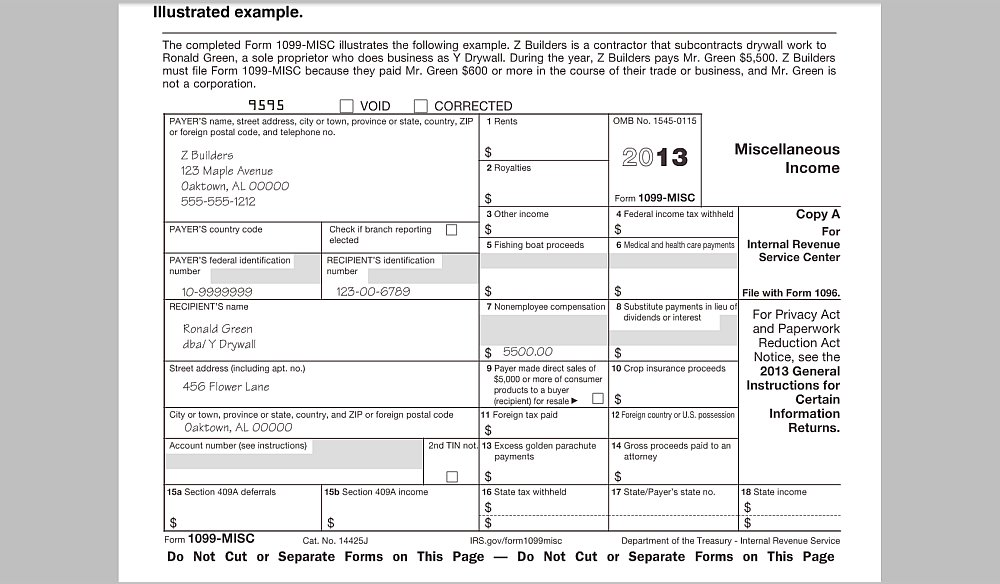 Illustrated example.
The completed Form 1099-MISC illustrates the following example. Z Builders is a contractor that subcontracts drywall work to
Ronald Green, a sole proprietor who does business as Y Drywall. During the year, Z Builders pays Mr. Green $5,500. Z Builders
must file Form 1099-MISC because they paid Mr. Green $600 or more in the course of their trade or business, and Mr. Green is
not a corporation.
9595 VOID CORRECTED
PAYER'S name, street address, city or town, province or state, country, ZIP
or foreign postal code, and telephone no.
Z Builders
123 Maple Avenue
Oaktown, AL 00000
555-555-1212
1 Rents
$
2 Royalties
$
OMB No. 1545-0115
2013
Form 1099-MISC
Miscellaneous
Income
3 Other income
$
4 Federal income tax withheld
$
Copy A
For
Internal Revenue
Service Center
File with Form 1096.
PAYER'S country code
Check if branch reporting
elected
5 Fishing boat proceeds
$
6 Medical and health care payments
$
PAYER'S federal identification
number
10-9999999
RECIPIENT'S identification
number
123-00-6789
RECIPIENT'S name
Ronald Green
dba/ Y Drywall
7 Nonemployee compensation
$ 5500.00
8 Substitute payments in lieu of
dividends or interest
$
For Privacy Act
and Paperwork
Reduction Act
Notice, see the
2013 General
Instructions for
Certain
Information
Returns.
Street address (including apt. no.)
456 Flower Lane
9 Payer made direct sales of
$5,000 or more of consumer
products to a buyer
(recipient) for resale ▶
10 Crop insurance proceeds
$
City or town, province or state, country, and ZIP or foreign postal code
Oaktown, AL 00000
11 Foreign tax paid
$
12 Foreign country or U.S. possession
Account number (see instructions)
2nd TIN not.
13 Excess golden parachute
payments
$
14 Gross proceeds paid to an
attorney
$
15a Section 409A deferrals
$
15b Section 409A income
$
16 State tax withheld
$
$
17 State/Payer's state no.
18 State income
$
$
Form 1099-MISC Cat. No. 14425J IRS.gov/form1099misc Department of the Treasury - Internal Revenue Service
Do Not Cut or Separate Forms on This Page — Do Not Cut or Separate Forms on This Page